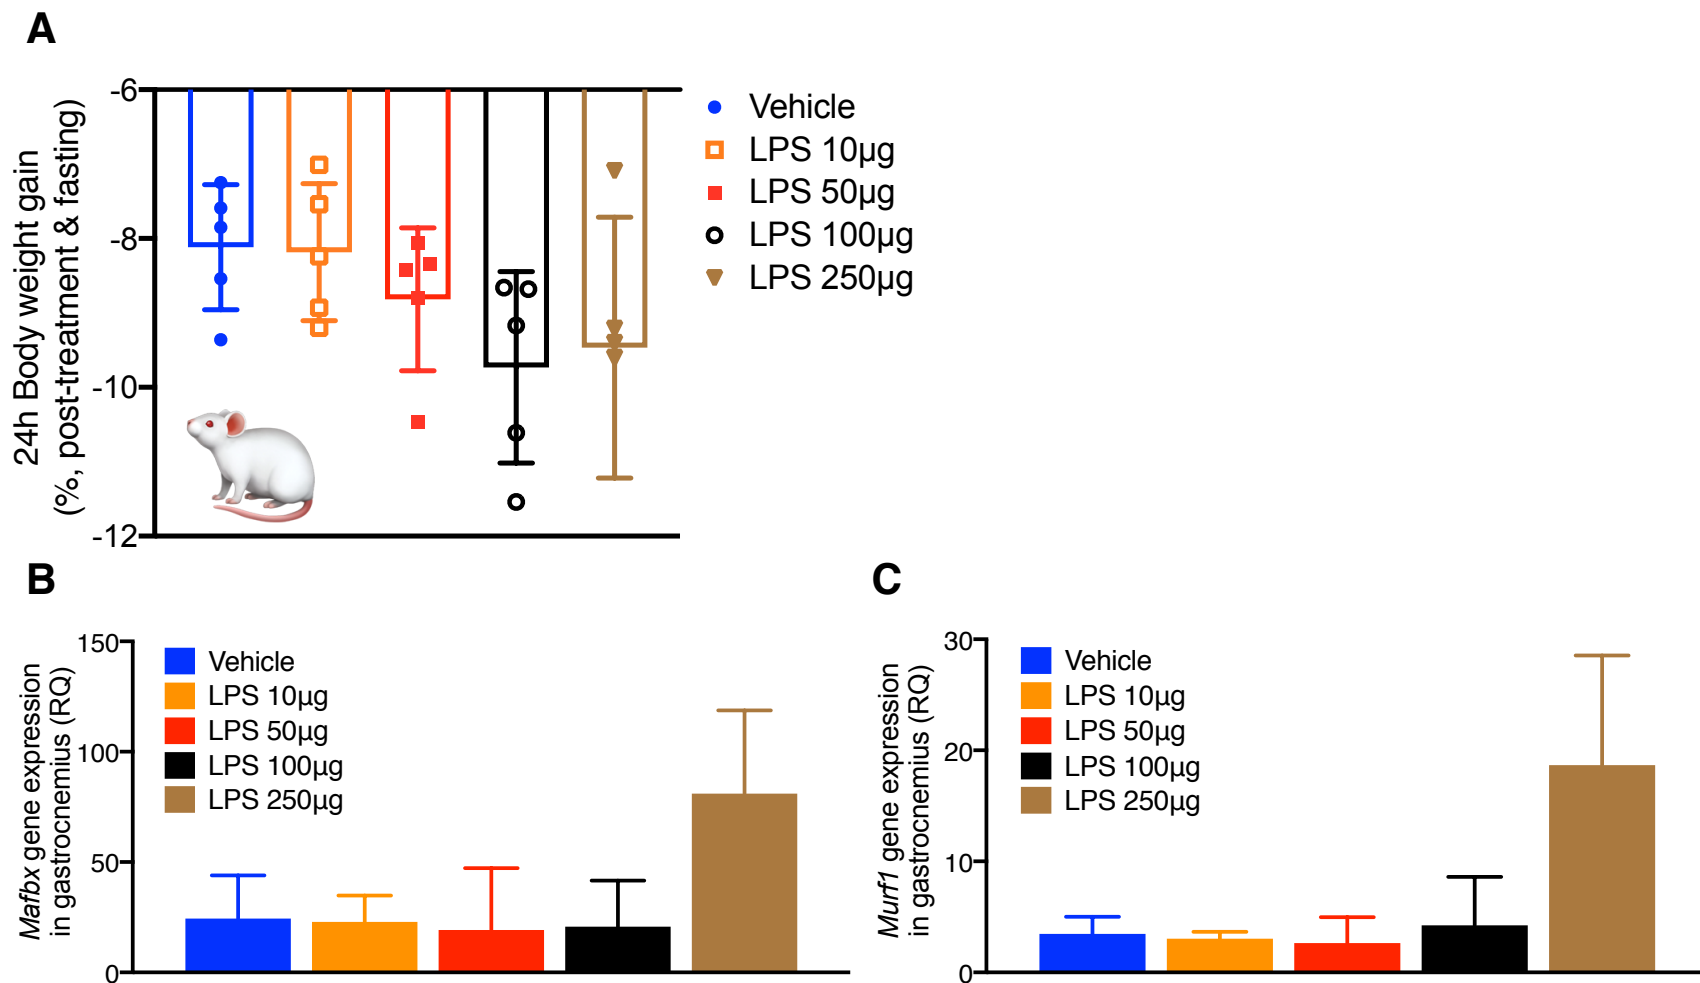 A
24h Body weight gain
(%, post-treatment & fasting)
-6
-8
-10
-12
Vehicle
LPS 10µg
LPS 50µg
LPS 100µg
LPS 250µg
B
Mafbx gene expression
in gastrocnemius (RQ)
150
100
50
0
Vehicle
LPS 10µg
LPS 50µg
LPS 100µg
LPS 250µg
C
Murf1 gene expression
in gastrocnemius (RQ)
30
20
10
0
Vehicle
LPS 10µg
LPS 50µg
LPS 100µg
LPS 250µg